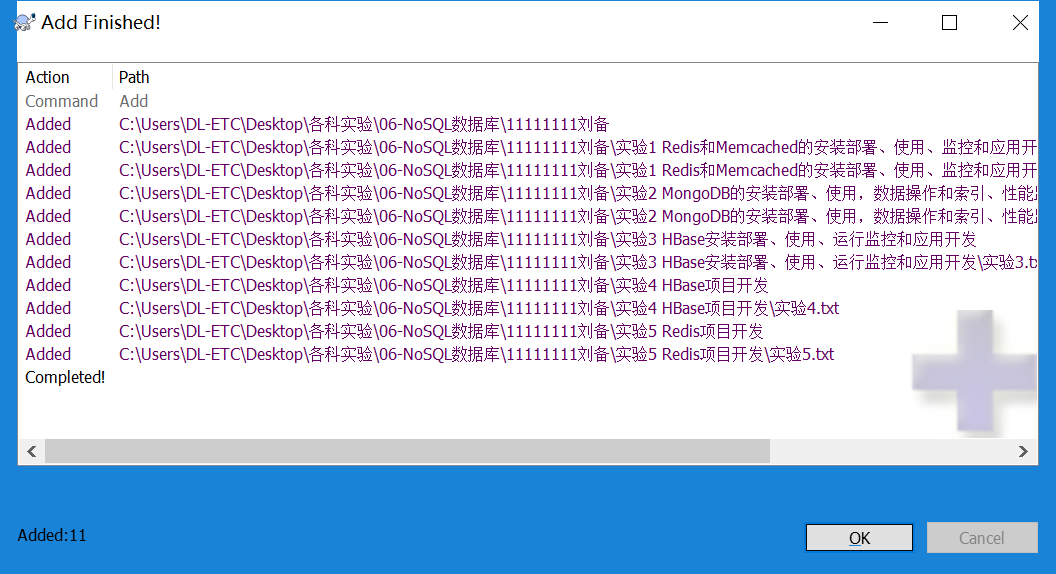 Add Finished!
Action Path
Command Add
Added C:\Users\DL-ETC\Desktop\各科实验\06-NoSQL数据库\11111111刘备
Added C:\Users\DL-ETC\Desktop\各科实验\06-NoSQL数据库\11111111刘备\实验1 Redis和Memcached的安装部署、使用、监控和应用开
Added C:\Users\DL-ETC\Desktop\各科实验\06-NoSQL数据库\11111111刘备\实验1 Redis和Memcached的安装部署、使用、监控和应用开
Added C:\Users\DL-ETC\Desktop\各科实验\06-NoSQL数据库\11111111刘备\实验2 MongoDB的安装部署、使用，数据操作和索引、性能
Added C:\Users\DL-ETC\Desktop\各科实验\06-NoSQL数据库\11111111刘备\实验2 MongoDB的安装部署、使用，数据操作和索引、性能
Added C:\Users\DL-ETC\Desktop\各科实验\06-NoSQL数据库\11111111刘备\实验3 HBase安装部署、使用、运行监控和应用开发
Added C:\Users\DL-ETC\Desktop\各科实验\06-NoSQL数据库\11111111刘备\实验3 HBase安装部署、使用、运行监控和应用开发\实验3.t
Added C:\Users\DL-ETC\Desktop\各科实验\06-NoSQL数据库\11111111刘备\实验4 HBase项目开发
Added C:\Users\DL-ETC\Desktop\各科实验\06-NoSQL数据库\11111111刘备\实验4 HBase项目开发\实验4.txt
Added C:\Users\DL-ETC\Desktop\各科实验\06-NoSQL数据库\11111111刘备\实验5 Redis项目开发
Added C:\Users\DL-ETC\Desktop\各科实验\06-NoSQL数据库\11111111刘备\实验5 Redis项目开发\实验5.txt
Completed!
Added:11
OK
Cancel